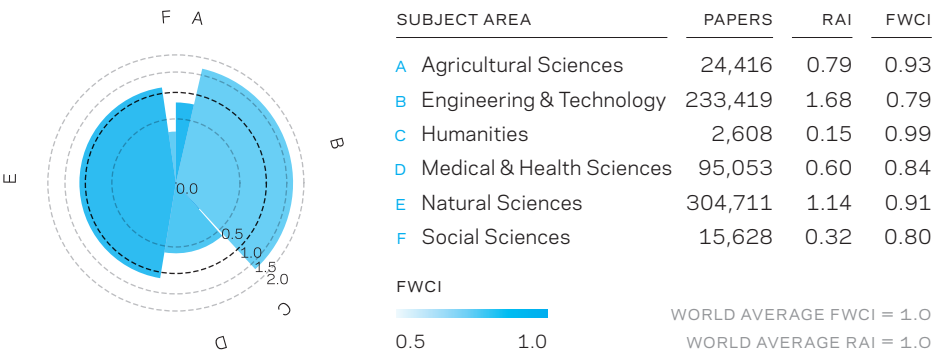 F A
B
E
0.0
0.5
1.0
1.5
2.0
C
D
SUBJECT AREA PAPERS RAI FWCI
A Agricultural Sciences 24,416 0.79 0.93
B Engineering & Technology 233,419 1.68 0.79
C Humanities 2,608 0.15 0.99
D Medical & Health Sciences 95,053 0.60 0.84
E Natural Sciences 304,711 1.14 0.91
F Social Sciences 15,628 0.32 0.80
FWCI
0.5 1.0
WORLD AVERAGE FWCI = 1.0
WORLD AVERAGE RAI = 1.0